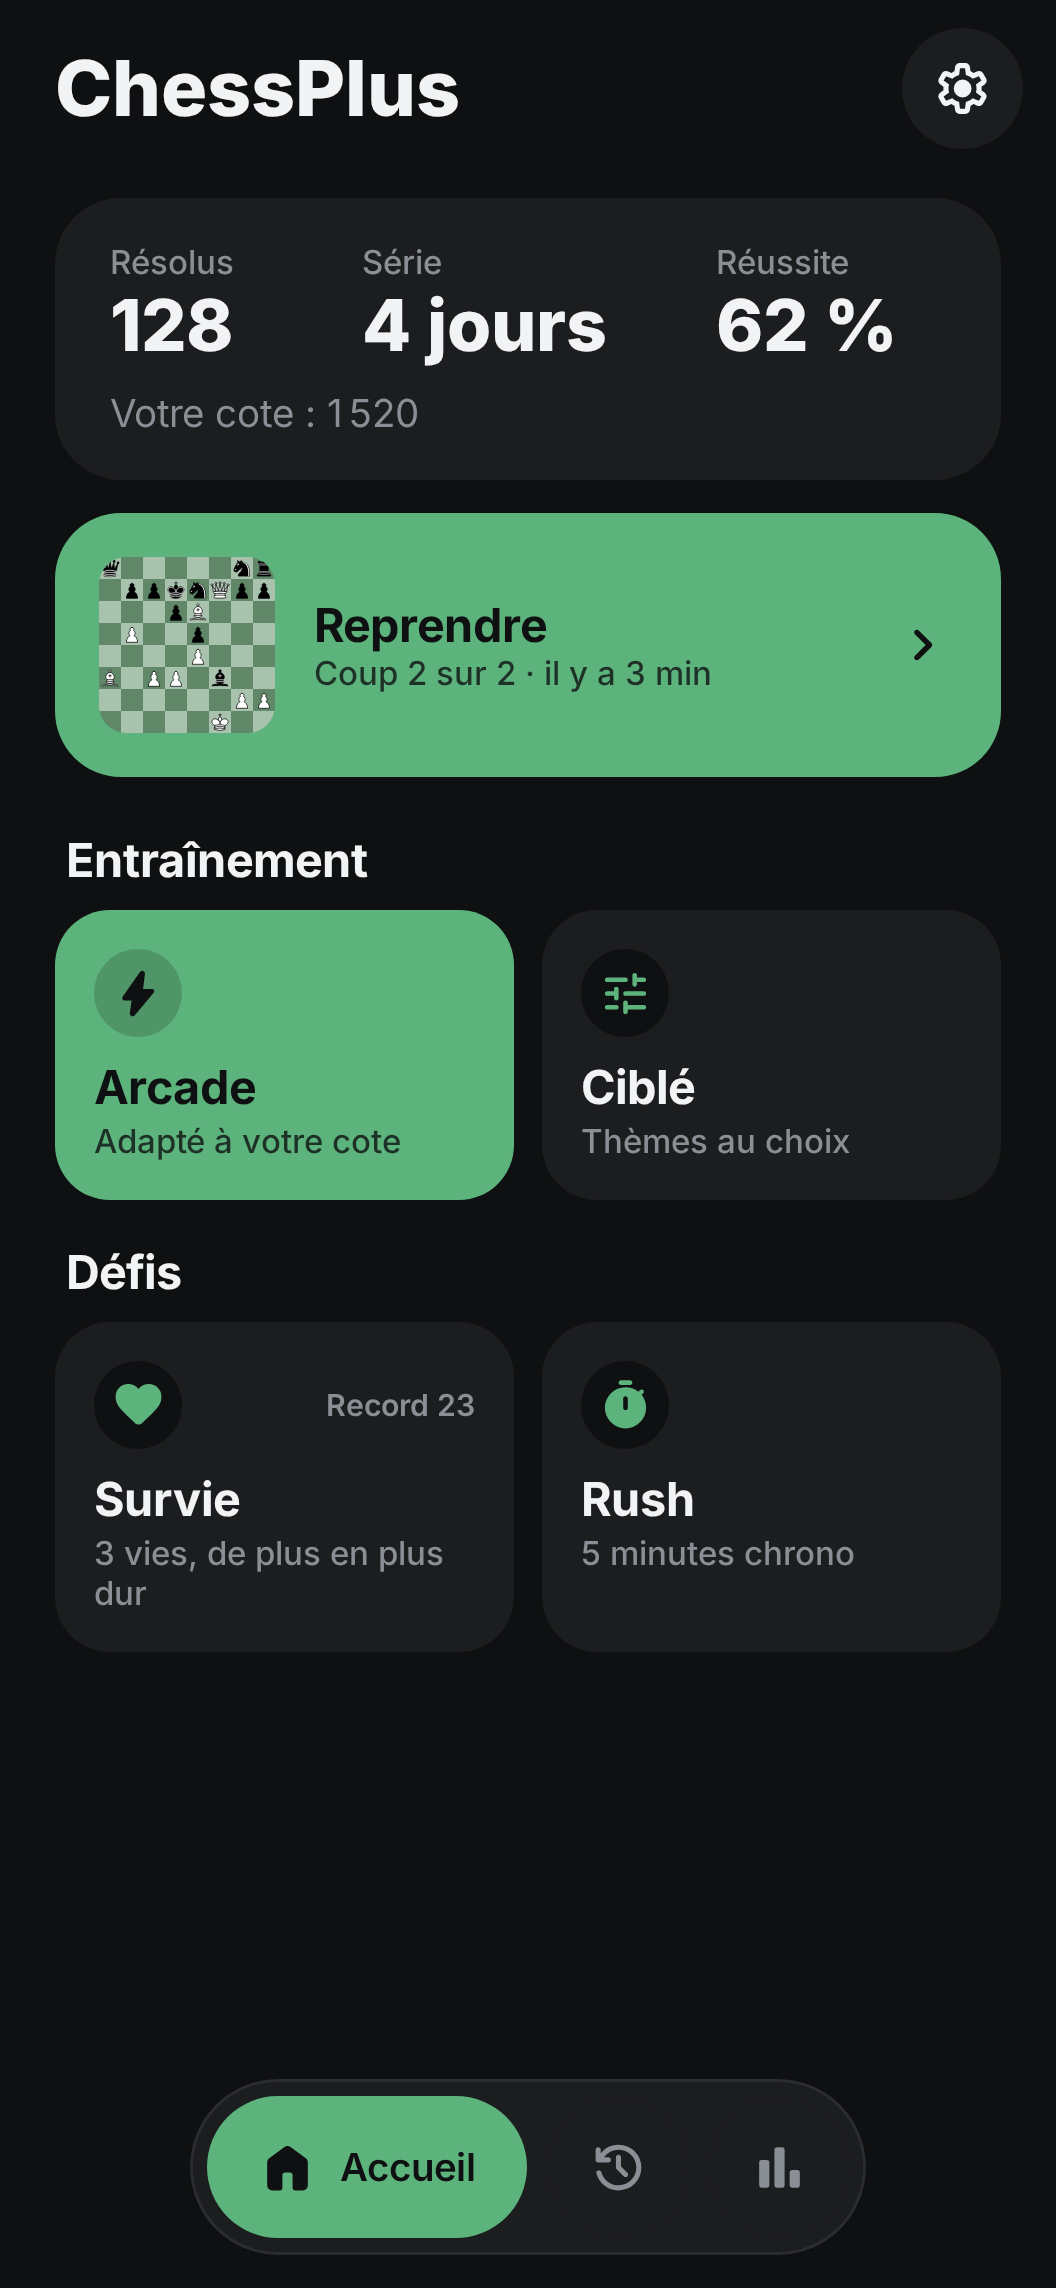 ChessPlus
Résolus
Série
Réussite
128
4 jours
62 %
Votre cote : 1 520
Reprendre
Coup 2 sur 2 · il y a 3 min
Entraînement
Arcade
Adapté à votre cote
Ciblé
Thèmes au choix
Défis
Record 23
Survie
3 vies, de plus en plus
dur
Rush
5 minutes chrono
Accueil